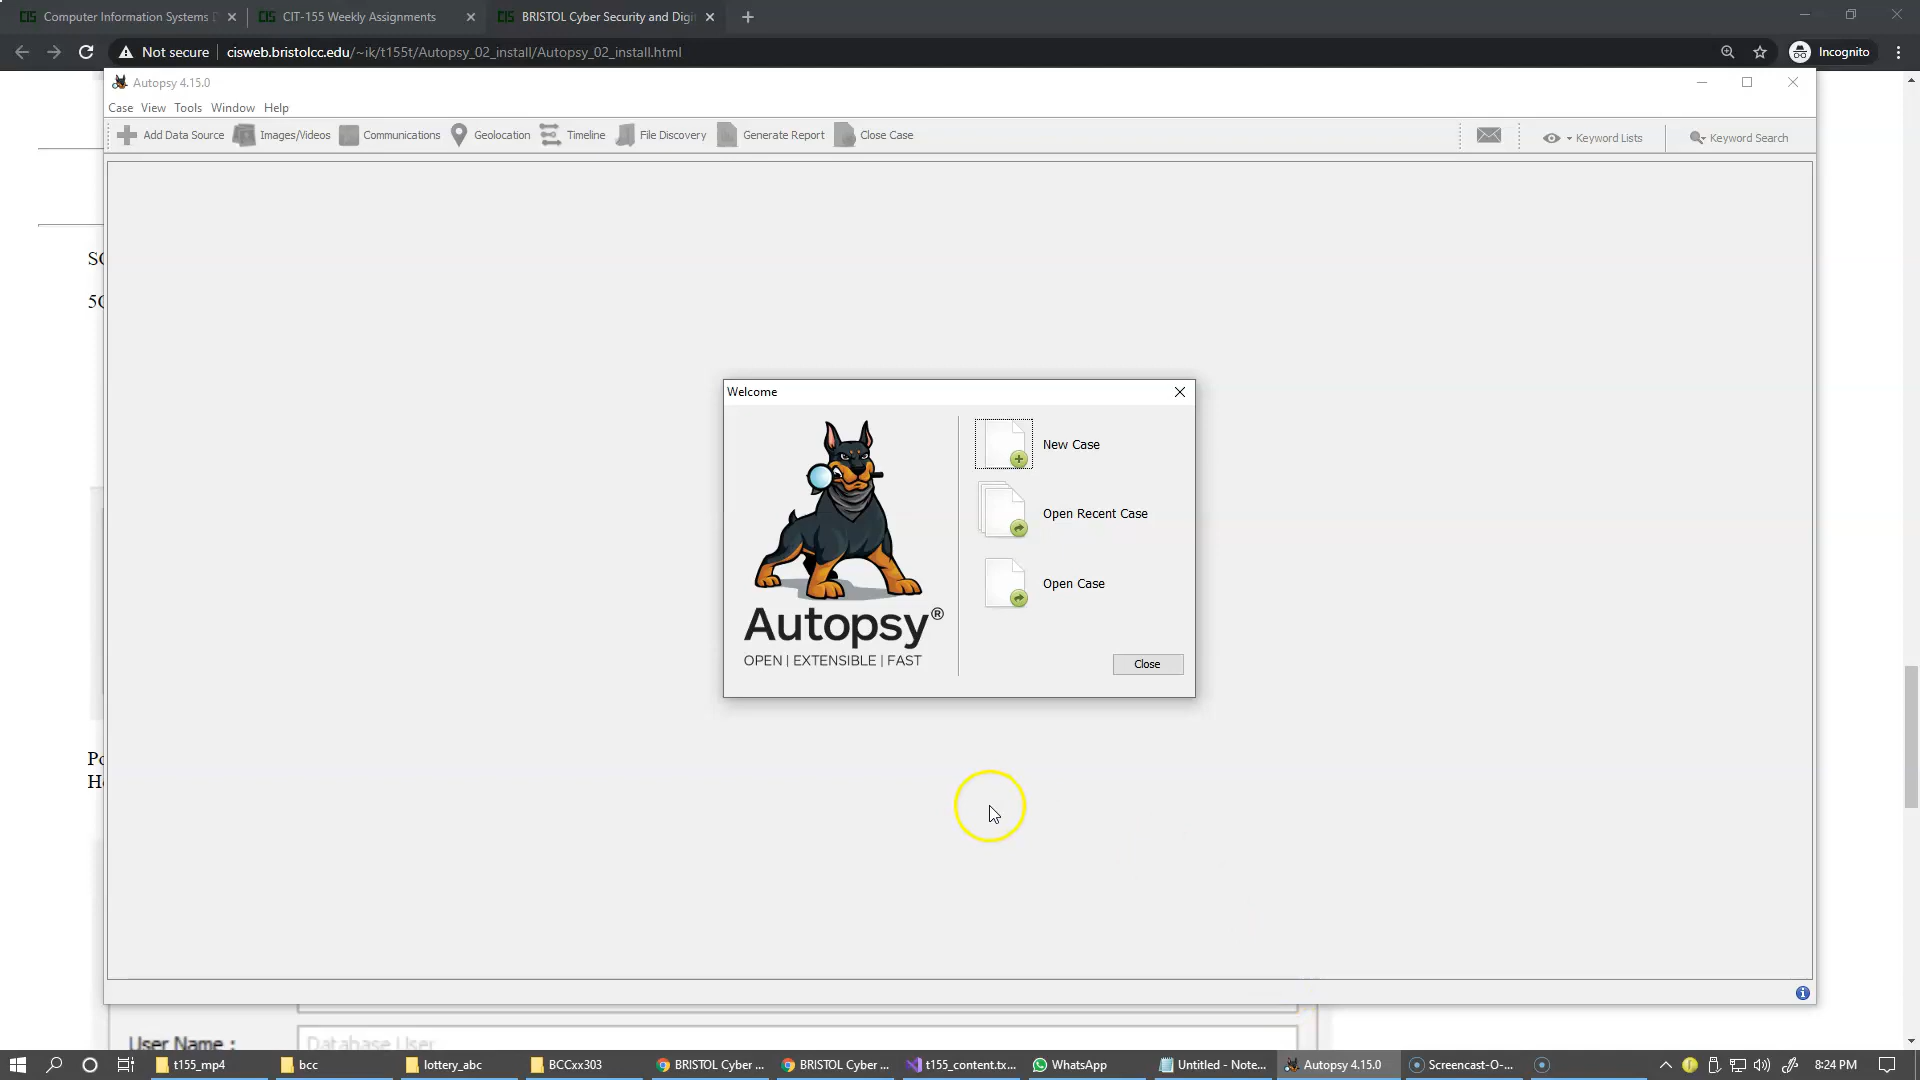 Computer Information Systems D
CIT-155 Weekly Assignments
BRISTOL Cyber Security and Digi
Not secure
cisweb.bristolcc.edu/~ik/t155t/Autopsy_02_install/Autopsy_02_install.html
Incognito
Autopsy 4.15.0
Case View Tools Window Help
Add Data Source Images/Videos Communications Geolocation Timeline File Discovery Generate Report Close Case Keyword Lists Keyword Search
Welcome
New Case
Open Recent Case
Open Case
Autopsy®
OPEN | EXTENSIBLE | FAST
Close
User Name :
Database User
t155_mp4 bcc lottery_abc BCCxx303 BRISTOL Cyber ... BRISTOL Cyber ... t155_content.tx... WhatsApp Untitled - Note... Autopsy 4.15.0 Screencast-O-... 8:24 PM